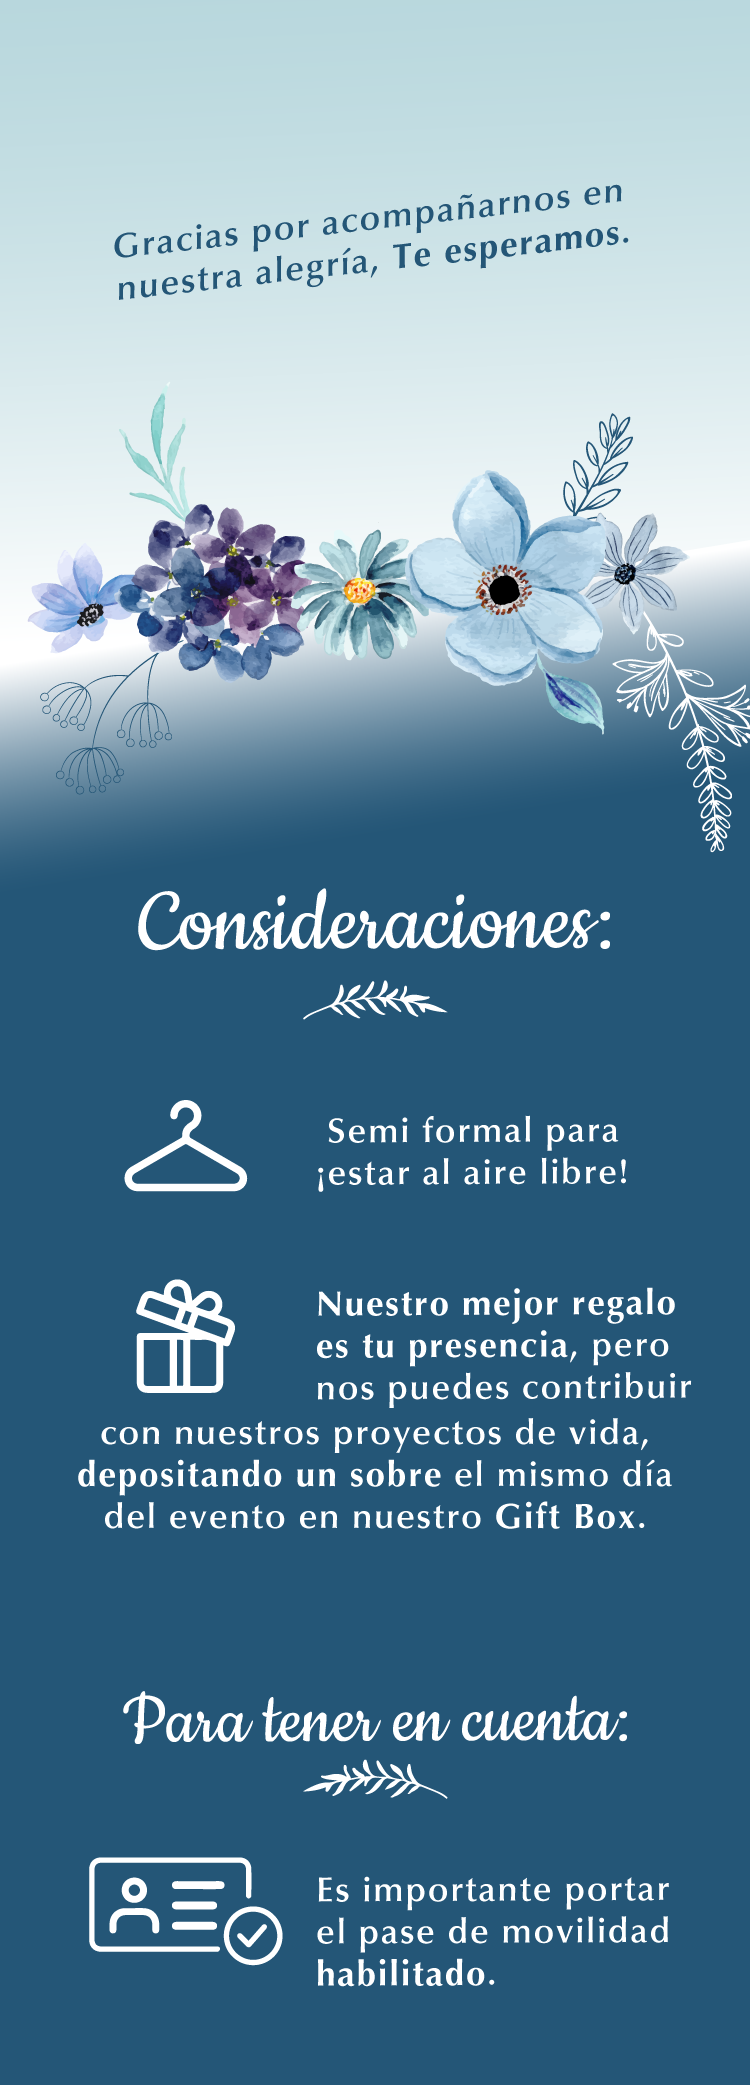 Gracias por acompañarnos en
nuestra alegría, Te esperamos.
Consideraciones:
Semi formal para
¡estar al aire libre!
Nuestro mejor regalo
es tu presencia, pero
nos puedes contribuir
con nuestros proyectos de vida,
depositando un sobre el mismo día
del evento en nuestro Gift Box.
Para tener en cuenta:
Es importante portar
el pase de movilidad
habilitado.